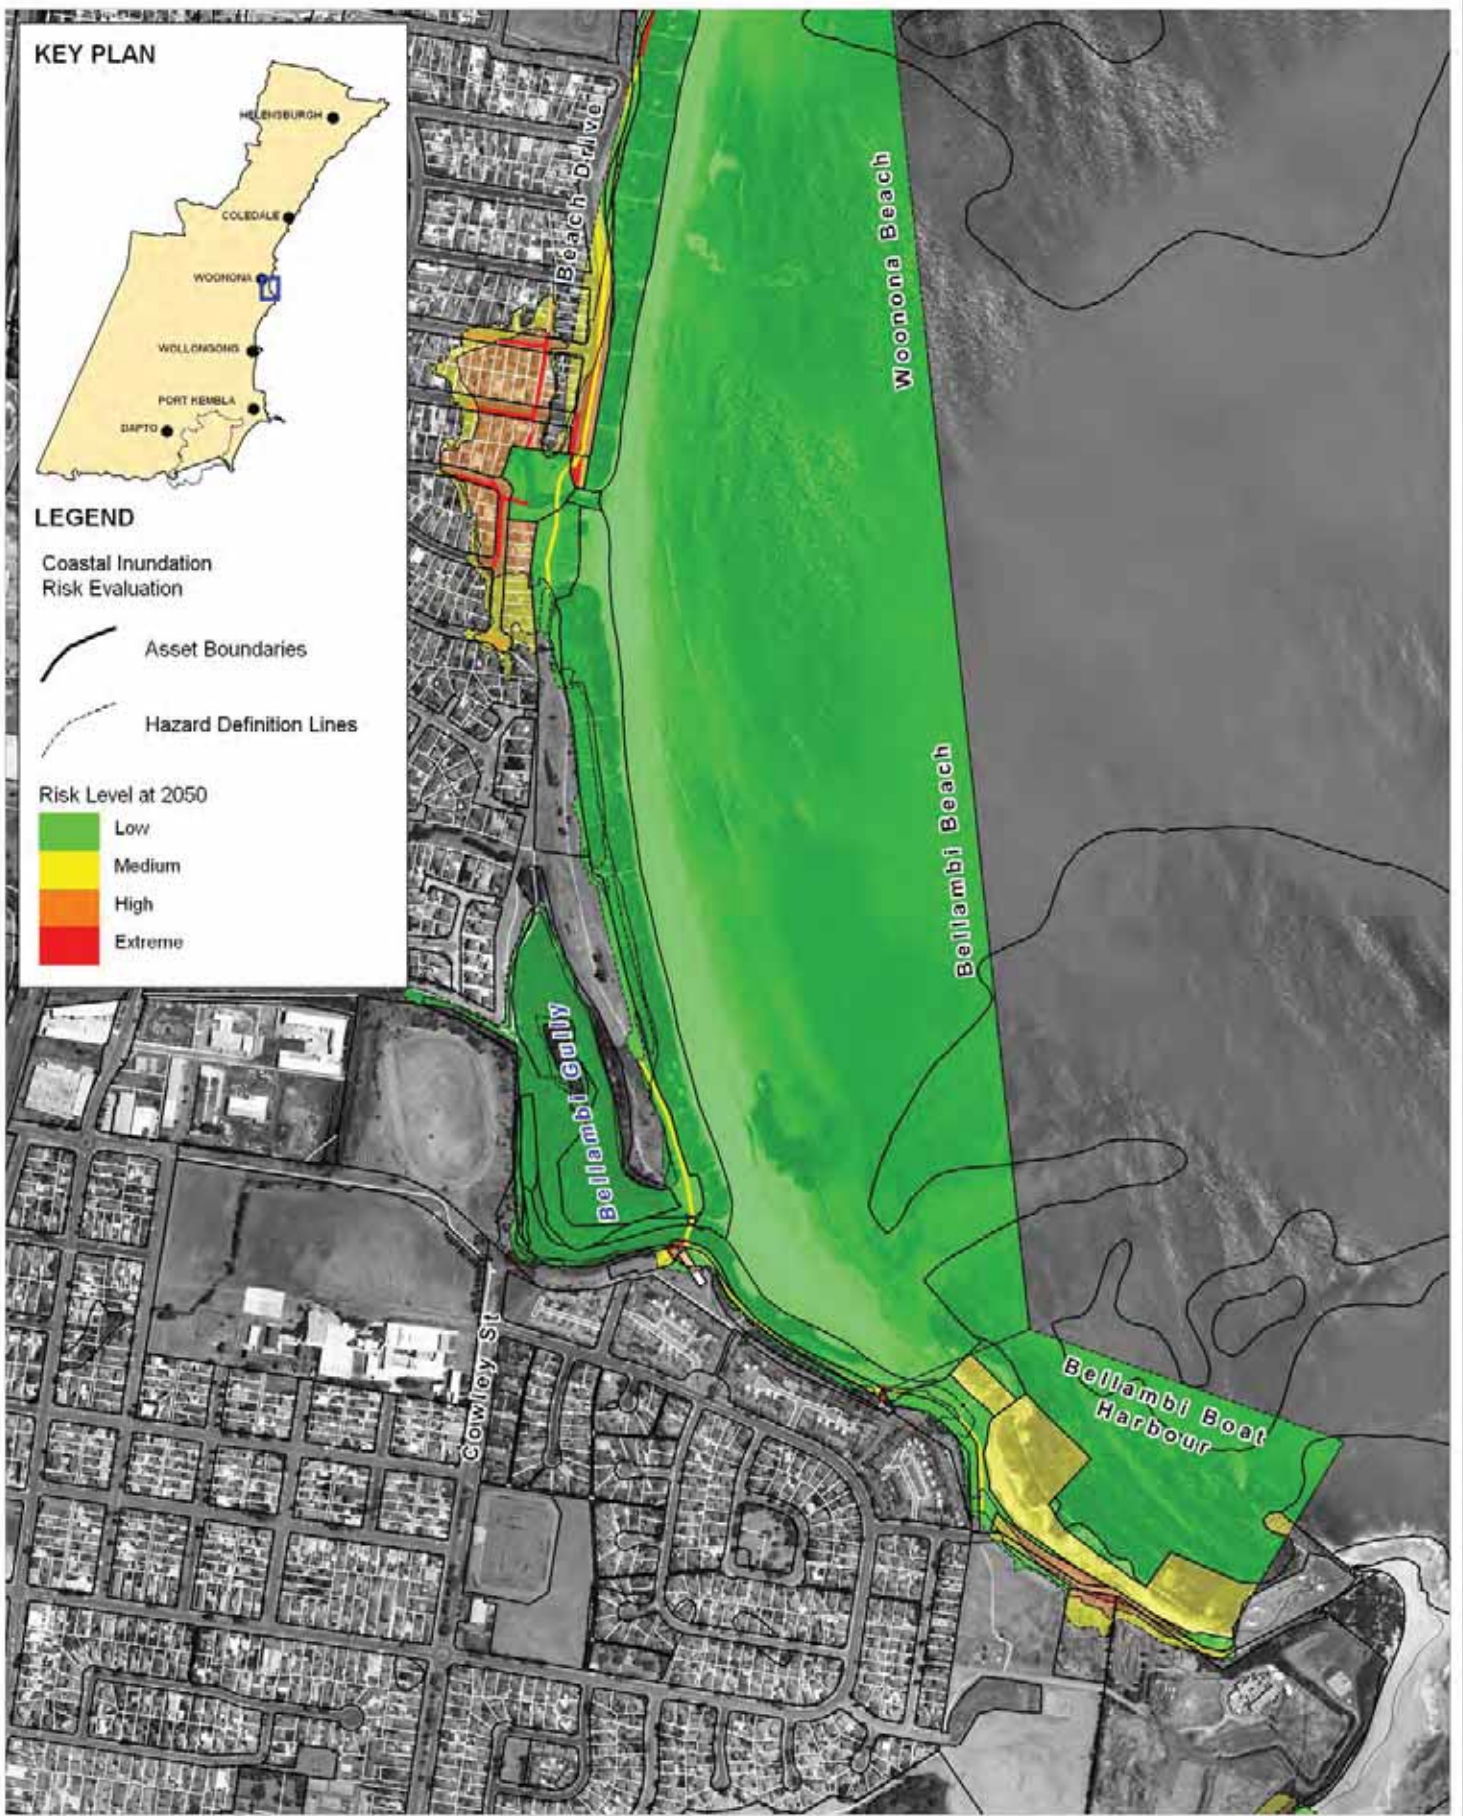 KEY PLAN
HELENSBURGH
COLEDALE
WOONONA
WOLLONGONG
PORT KEMBLA
DAPTO
LEGEND
Coastal Inundation
Risk Evaluation
Asset Boundaries
Hazard Definition Lines
Risk Level at 2050
Low
Medium
High
Extreme
Beach Drive
Woonona Beach
Bellambi Beach
Bellambi Gully
Cowley St
Bellambi Boat
Harbour